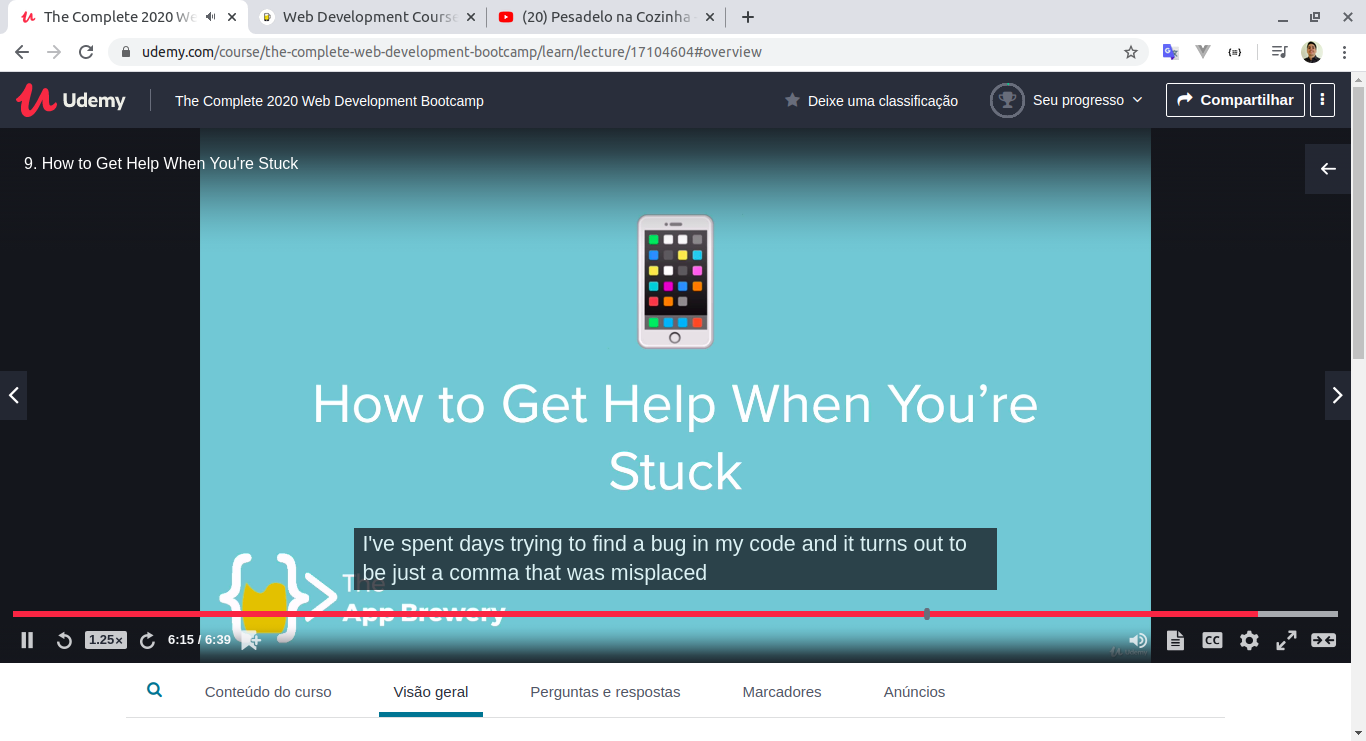 The Complete 2020 We
Web Development Course
(20) Pesadelo na Cozinha
udemy.com/course/the-complete-web-development-bootcamp/learn/lecture/17104604#overview
Udemy
The Complete 2020 Web Development Bootcamp
Deixe uma classificação
Seu progresso
Compartilhar
9. How to Get Help When You're Stuck
How to Get Help When You’re
Stuck
I've spent days trying to find a bug in my code and it turns out to
be just a comma that was misplaced
The
App Brewery
1.25×
6:15 / 6:39
CC
Conteúdo do curso
Visão geral
Perguntas e respostas
Marcadores
Anúncios